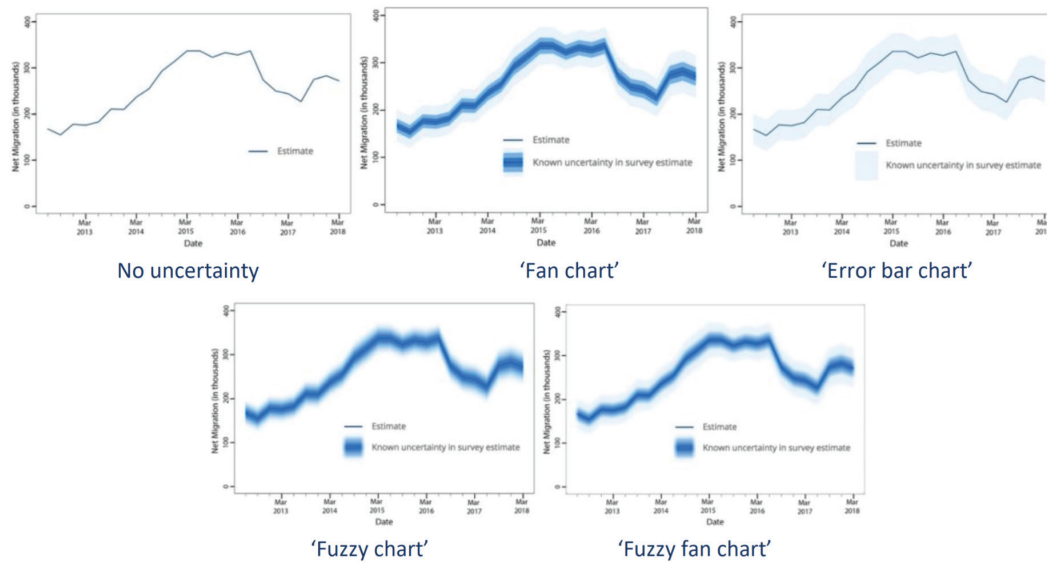 400
300
200
100
0
Net Migration (in thousands)
Estimate
Mar
2013
Mar
2014
Mar
2015
Mar
2016
Mar
2017
Mar
2018
Date
No uncertainty
400
300
200
100
0
Net Migration (in thousands)
Estimate
Known uncertainty in survey estimate
Mar
2013
Mar
2014
Mar
2015
Mar
2016
Mar
2017
Mar
2018
Date
‘Fan chart’
400
300
200
100
0
Net Migration (in thousands)
Estimate
Known uncertainty in survey estimate
Mar
2013
Mar
2014
Mar
2015
Mar
2016
Mar
2017
Date
‘Error bar chart’
400
300
200
100
0
Net Migration (in thousands)
Estimate
Known uncertainty in survey estimate
Mar
2013
Mar
2014
Mar
2015
Mar
2016
Mar
2017
Mar
2018
Date
‘Fuzzy chart’
400
300
200
100
0
Net Migration (in thousands)
Estimate
Known uncertainty in survey estimate
Mar
2013
Mar
2014
Mar
2015
Mar
2016
Mar
2017
Mar
2018
Date
‘Fuzzy fan chart’